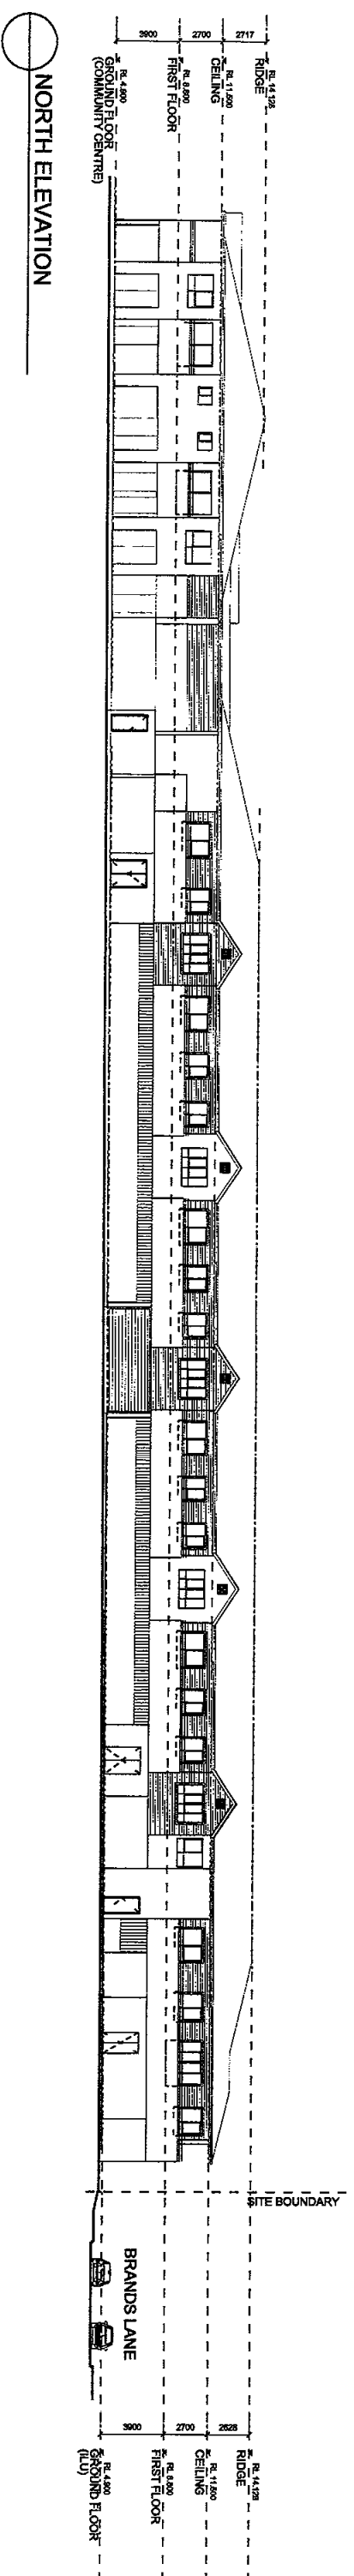 3900
2700
2717
RL 14.128
RIDGE
RL 11.500
CEILING
RL 8.800
FIRST FLOOR
RL 4.900
GROUND FLOOR
(COMMUNITY CENTRE)
NORTH ELEVATION
SITE BOUNDARY
BRANDS LANE
3900
2700
2628
RL 14.128
RIDGE
RL 11.500
CEILING
RL 8.800
FIRST FLOOR
RL 4.900
GROUND FLOOR
(ILU)